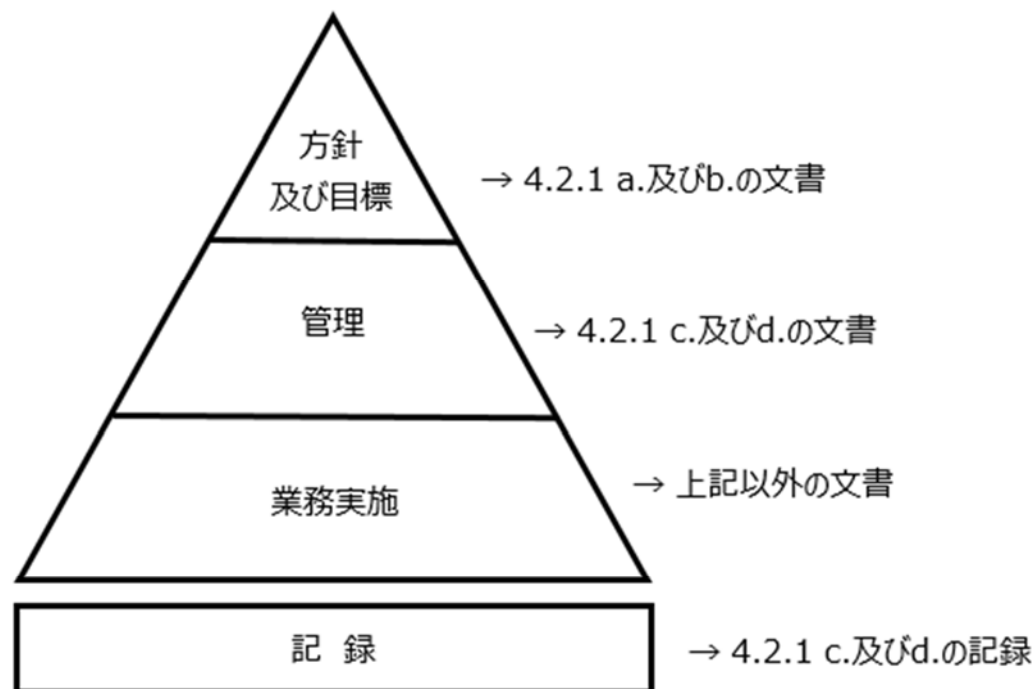 方針
及び目標
→ 4.2.1 a.及びb.の文書
管理
→ 4.2.1 c.及びd.の文書
業務実施
→ 上記以外の文書
記 録
→ 4.2.1 c.及びd.の記録